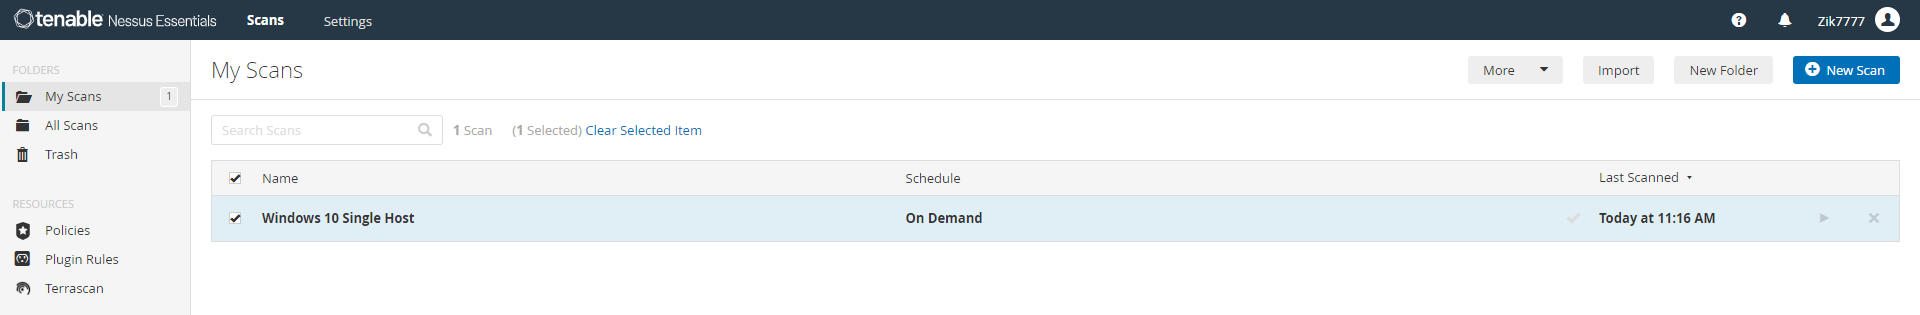 tenable Nessus Essentials Scans Settings Zik7777
FOLDERS
My Scans 1
All Scans
Trash
RESOURCES
Policies
Plugin Rules
Terrascan
My Scans More Import New Folder New Scan
Search Scans 1 Scan (1 Selected) Clear Selected Item
Name Schedule Last Scanned
Windows 10 Single Host On Demand Today at 11:16 AM